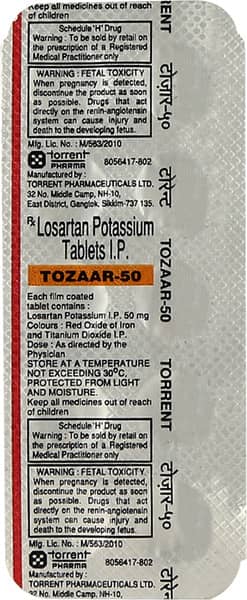 Keep all medicines out of reach
of children
Schedule 'H' Drug
Warning : To be sold by retail on
the prescription of a Registered
Medical Practitioner only
WARNING : FETAL TOXICITY
When pregnancy is detected,
discontinue the product as soon
as possible. Drugs that act
directly on the renin-angiotensin
system can cause injury and
death to the developing fetus.
Mfg. Lic. No. : M/563/2010
torrent
PHARMA
8056417-802
Manufactured by :
TORRENT PHARMACEUTICALS LTD.
32 No. Middle Camp, NH-10,
East District, Gangtok, Sikkim-737 135.
Rx Losartan Potassium
Tablets I.P.
TOZAAR-50
Each film coated
tablet contains :
Losartan Potassium I.P. 50 mg
Colours : Red Oxide of Iron
and Titanium Dioxide I.P.
Dose : As directed by the
Physician
STORE AT A TEMPERATURE
NOT EXCEEDING 30°C,
PROTECTED FROM LIGHT
AND MOISTURE.
Keep all medicines out of reach
of children
Schedule 'H' Drug
Warning : To be sold by retail on
the prescription of a Registered
Medical Practitioner only
WARNING : FETAL TOXICITY
When pregnancy is detected,
discontinue the product as soon
as possible. Drugs that act
directly on the renin-angiotensin
system can cause injury and
death to the developing fetus.
Mfg. Lic. No. : M/563/2010
torrent
PHARMA
8056417-802
Manufactured by :
TORRENT PHARMACEUTICALS LTD.
32 No. Middle Camp, NH-10,
TORRENT
टोज़ार-५०
टोरेंट
TOZAAR-50
TORRENT
टोज़ार-५०